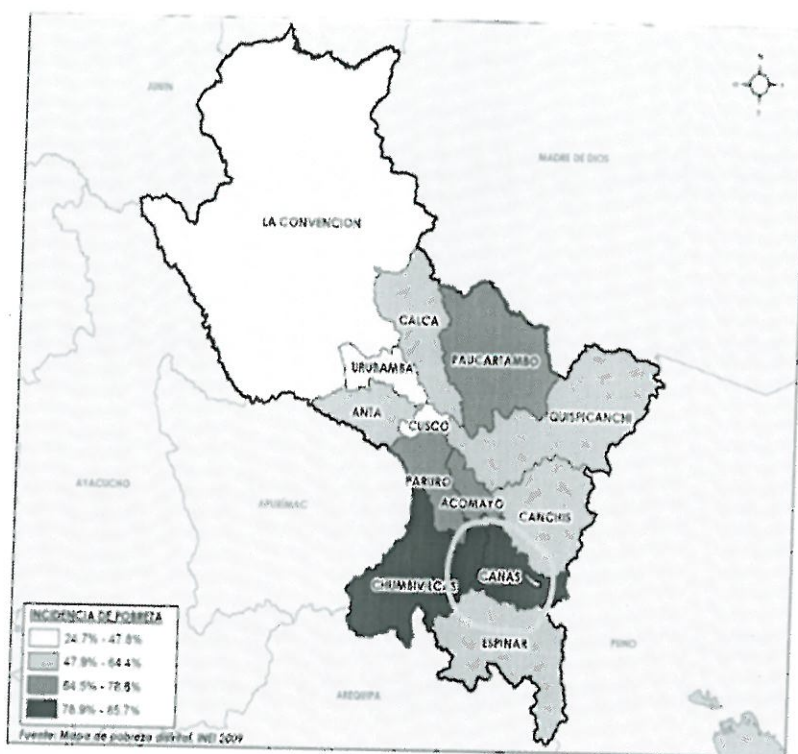 N
JUNIN
MADRE DE DIOS
LA CONVENCION
CALCA
URUBAMBA
PAUCARTAMBO
ANTA
CUSCO
QUISPICANCHI
AYACUCHO
APURÍMAC
PARURO
ACOMAYO
CANCHIS
CHUMBIVILCAS
CANAS
ESPINAR
PUNO
AREQUIPA
INCIDENCIA DE POBREZA
24.7% - 47.8%
47.9% - 64.4%
64.5% - 78.8%
78.9% - 85.7%
Fuente: Mapa de pobreza distrital, INEI 2009